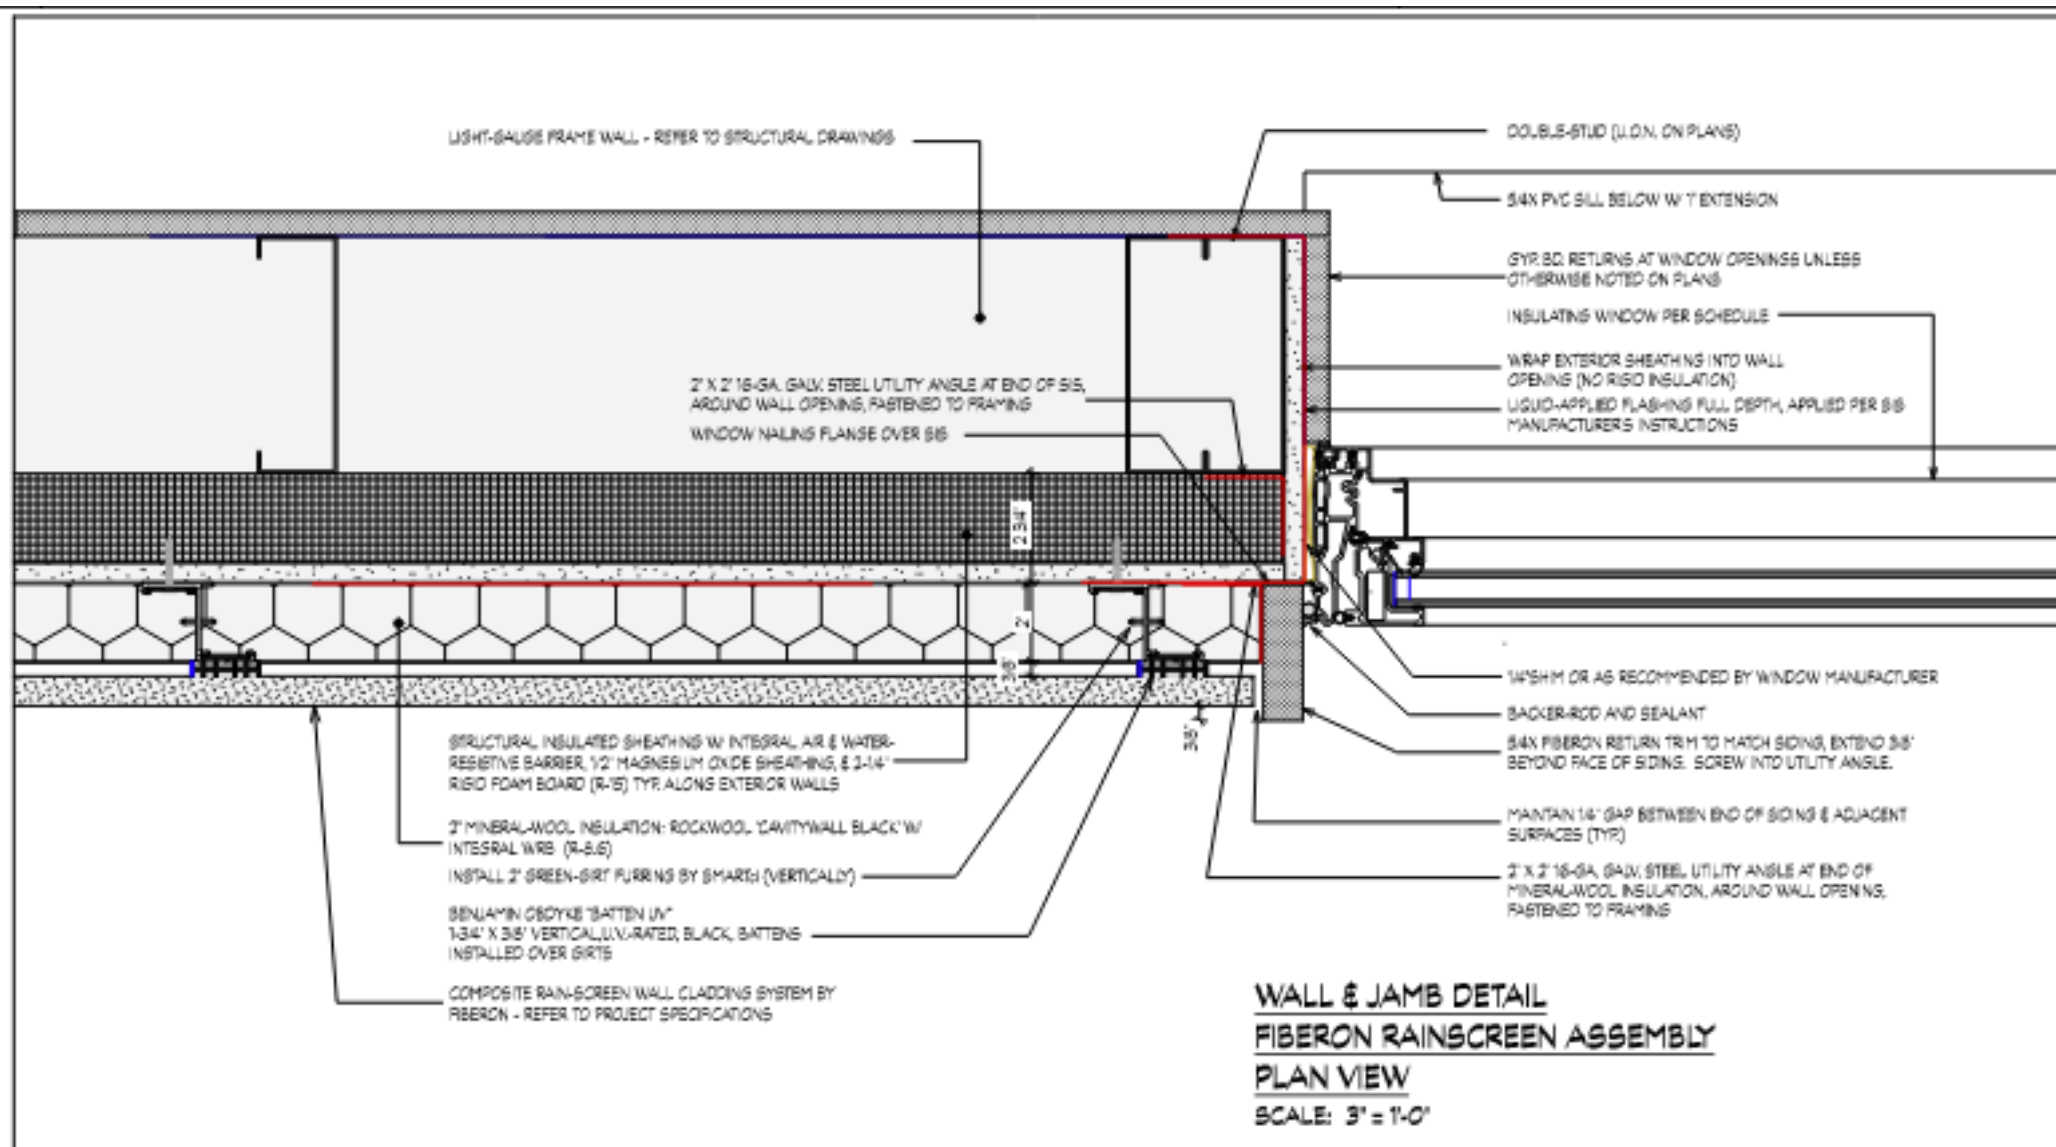 LIGHT-GAUGE FRAME WALL - REFER TO STRUCTURAL DRAWINGS
DOUBLE-STUD (U.O.N. ON PLANS)
5/4X PVC SILL BELOW W/ 1" EXTENSION
GYP. BD. RETURNS AT WINDOW OPENINGS UNLESS
OTHERWISE NOTED ON PLANS
INSULATING WINDOW PER SCHEDULE
WRAP EXTERIOR SHEATHING INTO WALL
OPENING (NO RIGID INSULATION)
LIQUID-APPLIED FLASHING FULL DEPTH, APPLIED PER SIS
MANUFACTURER'S INSTRUCTIONS
2" X 2" 16-GA. GALV. STEEL UTILITY ANGLE AT END OF SIS,
AROUND WALL OPENING, FASTENED TO FRAMING
WINDOW NAILING FLANGE OVER SIS
2 3/4"
2"
3/8"
3/8"
1/4" SHIM OR AS RECOMMENDED BY WINDOW MANUFACTURER
BACKER-ROD AND SEALANT
5/4X FIBERON RETURN TRIM TO MATCH SIDING, EXTEND 3/8"
BEYOND FACE OF SIDING. SCREW INTO UTILITY ANGLE.
MAINTAIN 1/4" GAP BETWEEN END OF SIDING & ADJACENT
SURFACES (TYP.)
2" X 2" 16-GA. GALV. STEEL UTILITY ANGLE AT END OF
MINERAL-WOOL INSULATION, AROUND WALL OPENING,
FASTENED TO FRAMING
STRUCTURAL INSULATED SHEATHING W/ INTEGRAL AIR & WATER-
RESISTIVE BARRIER, 1/2" MAGNESIUM OXIDE SHEATHING, & 2-1/4"
RIGID FOAM BOARD (R-15) TYP. ALONG EXTERIOR WALLS
2" MINERAL-WOOL INSULATION: ROCKWOOL 'CAVITYWALL BLACK' W/
INTEGRAL WRB (R-8.6)
INSTALL 2" GREEN-GIRT FURRING BY SMARTci (VERTICALLY)
BENJAMIN OBDYKE "BATTEN UV"
1-3/4" X 3/8" VERTICAL, U.V.-RATED, BLACK, BATTENS
INSTALLED OVER GIRTS
COMPOSITE RAIN-SCREEN WALL CLADDING SYSTEM BY
FIBERON - REFER TO PROJECT SPECIFICATIONS
WALL & JAMB DETAIL
FIBERON RAINSCREEN ASSEMBLY
PLAN VIEW
SCALE: 3" = 1'-0"